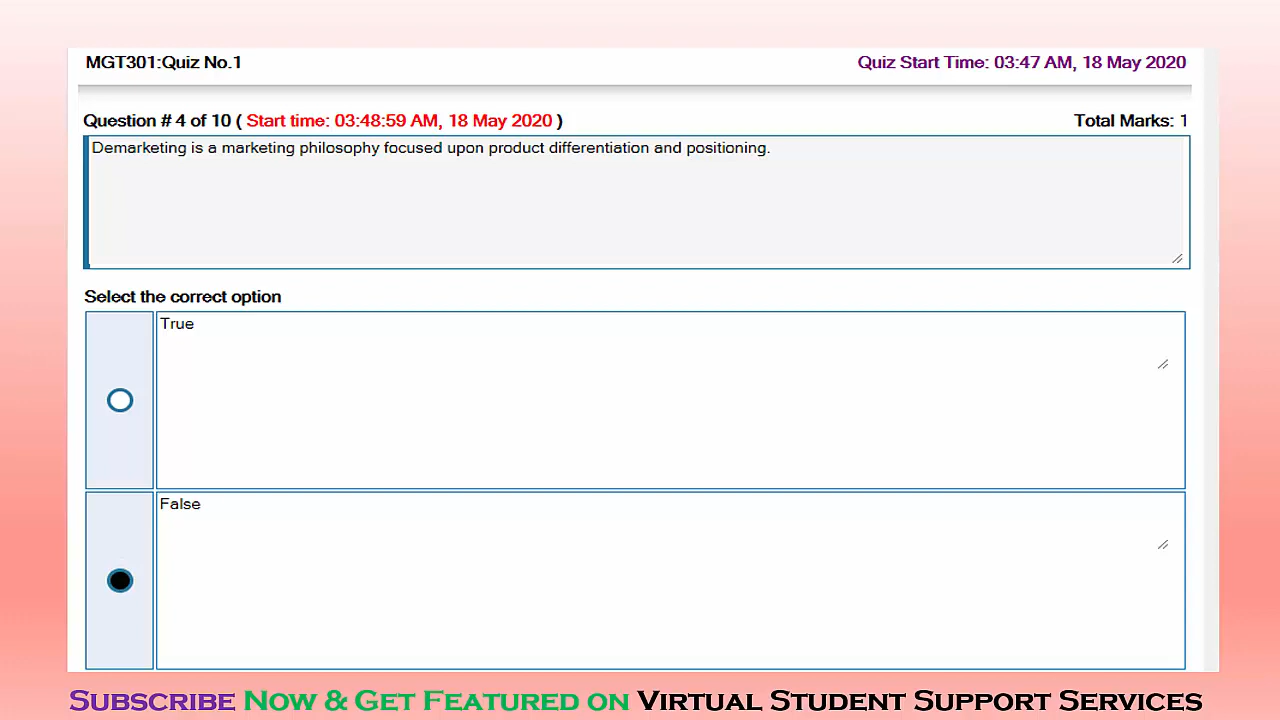 MGT301:Quiz No.1
Quiz Start Time: 03:47 AM, 18 May 2020
Question # 4 of 10 ( Start time: 03:48:59 AM, 18 May 2020 )
Total Marks: 1
Demarketing is a marketing philosophy focused upon product differentiation and positioning.
Select the correct option
True
False
Subscribe Now & Get Featured on Virtual Student Support Services